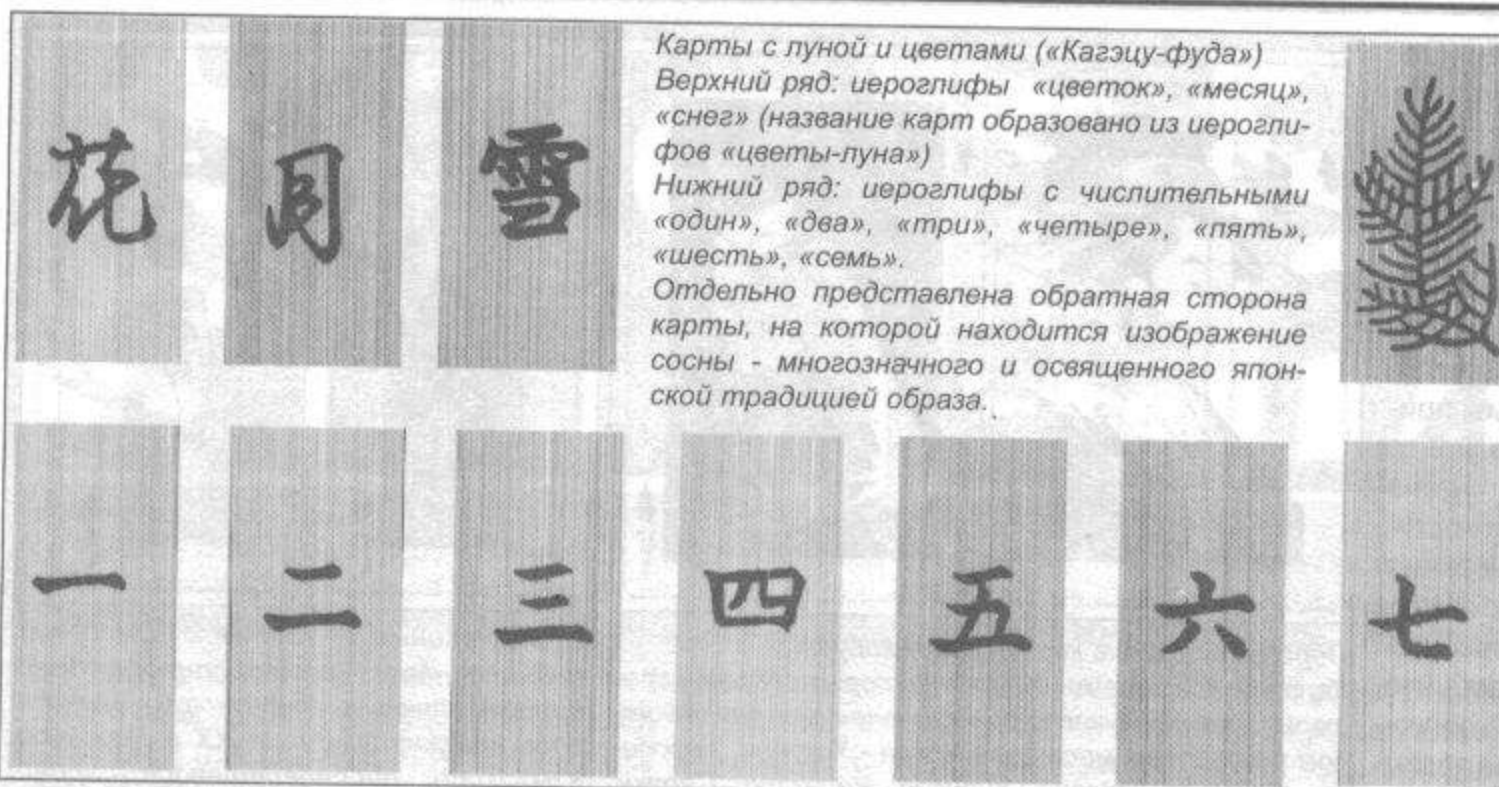 花 月 雪
Карты с луной и цветами («Кагэцу-фуда»)
Верхний ряд: иероглифы «цветок», «месяц»,
«снег» (название карт образовано из иерогли-
фов «цветы-луна»)
Нижний ряд: иероглифы с числительными
«один», «два», «три», «четыре», «пять»,
«шесть», «семь».
Отдельно представлена обратная сторона
карты, на которой находится изображение
сосны - многозначного и освященного япон-
ской традицией образа.
一 二 三 四 五 六 七